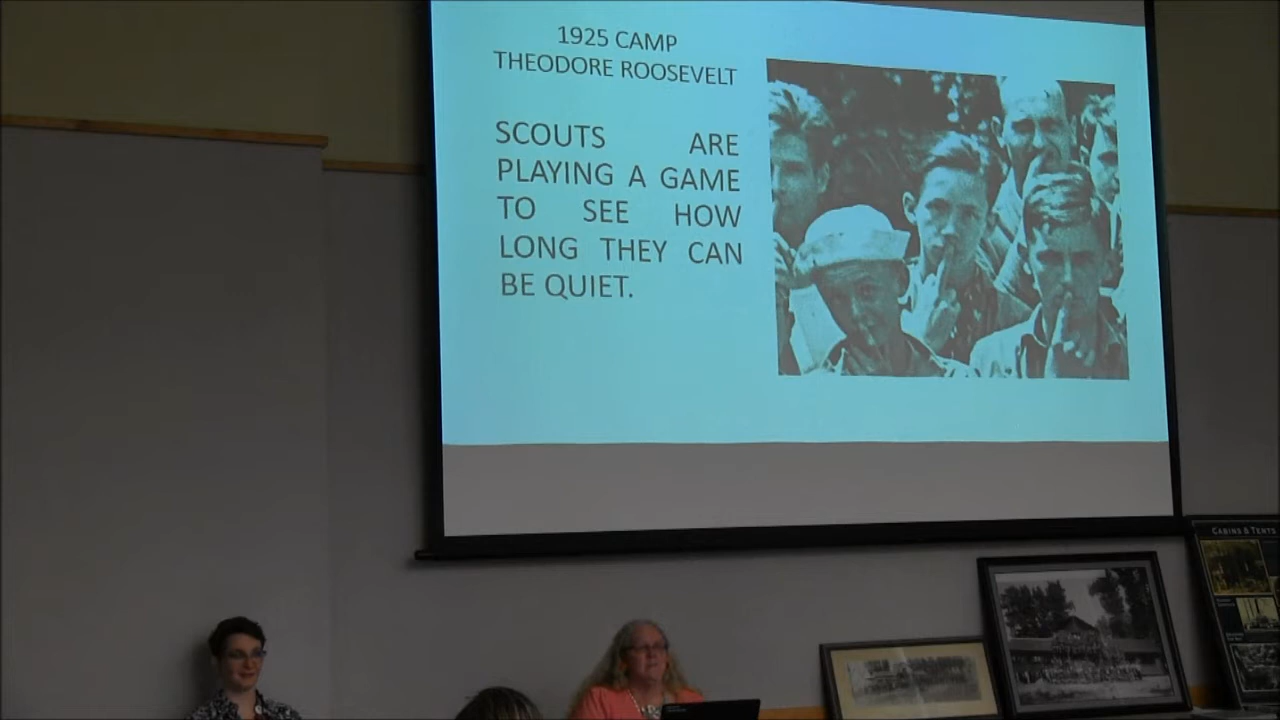 1925 CAMP
THEODORE ROOSEVELT
SCOUTS ARE
PLAYING A GAME
TO SEE HOW
LONG THEY CAN
BE QUIET.
CABINS & TENTS